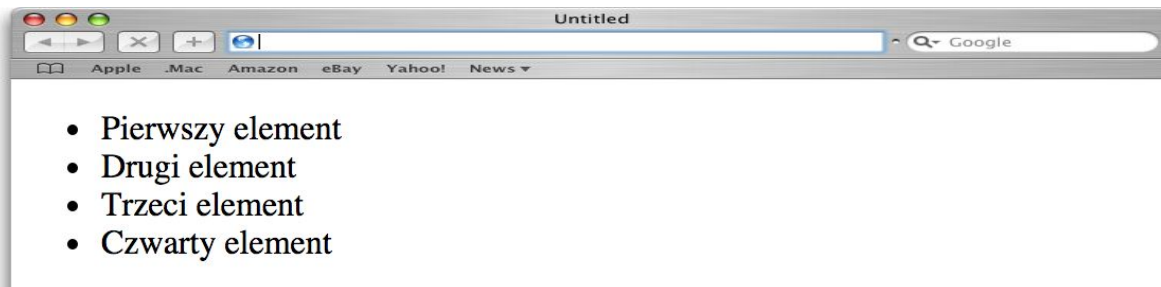 Untitled
Google
Apple .Mac Amazon eBay Yahoo! News
Pierwszy element
Drugi element
Trzeci element
Czwarty element